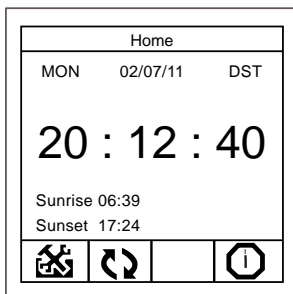 Home
MON 02/07/11 DST
20 : 12 : 40
Sunrise 06:39
Sunset 17:24
i